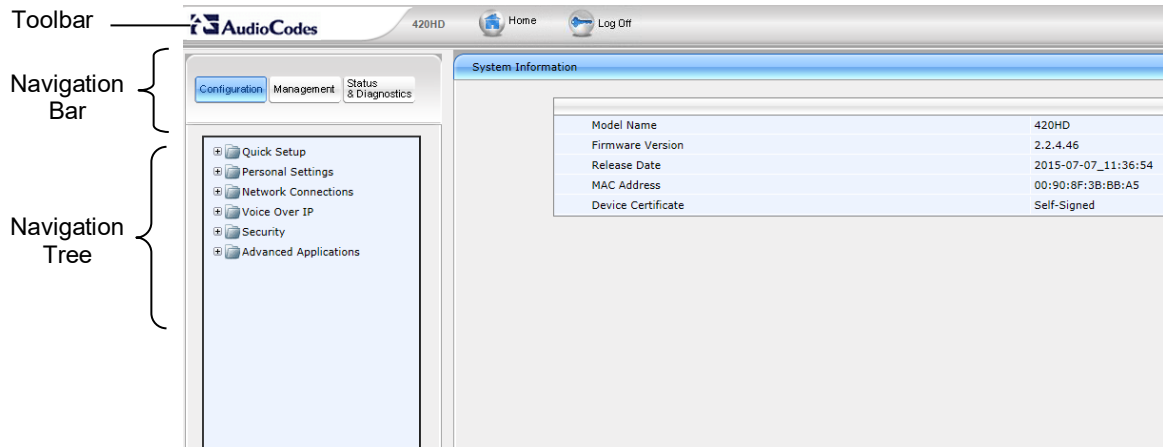 Toolbar
AudioCodes
420HD
Home
Log Off
Navigation
Bar
Configuration
Management
Status
& Diagnostics
Navigation
Tree
Quick Setup
Personal Settings
Network Connections
Voice Over IP
Security
Advanced Applications
System Information
Model Name 420HD
Firmware Version 2.2.4.46
Release Date 2015-07-07_11:36:54
MAC Address 00:90:8F:3B:BB:A5
Device Certificate Self-Signed